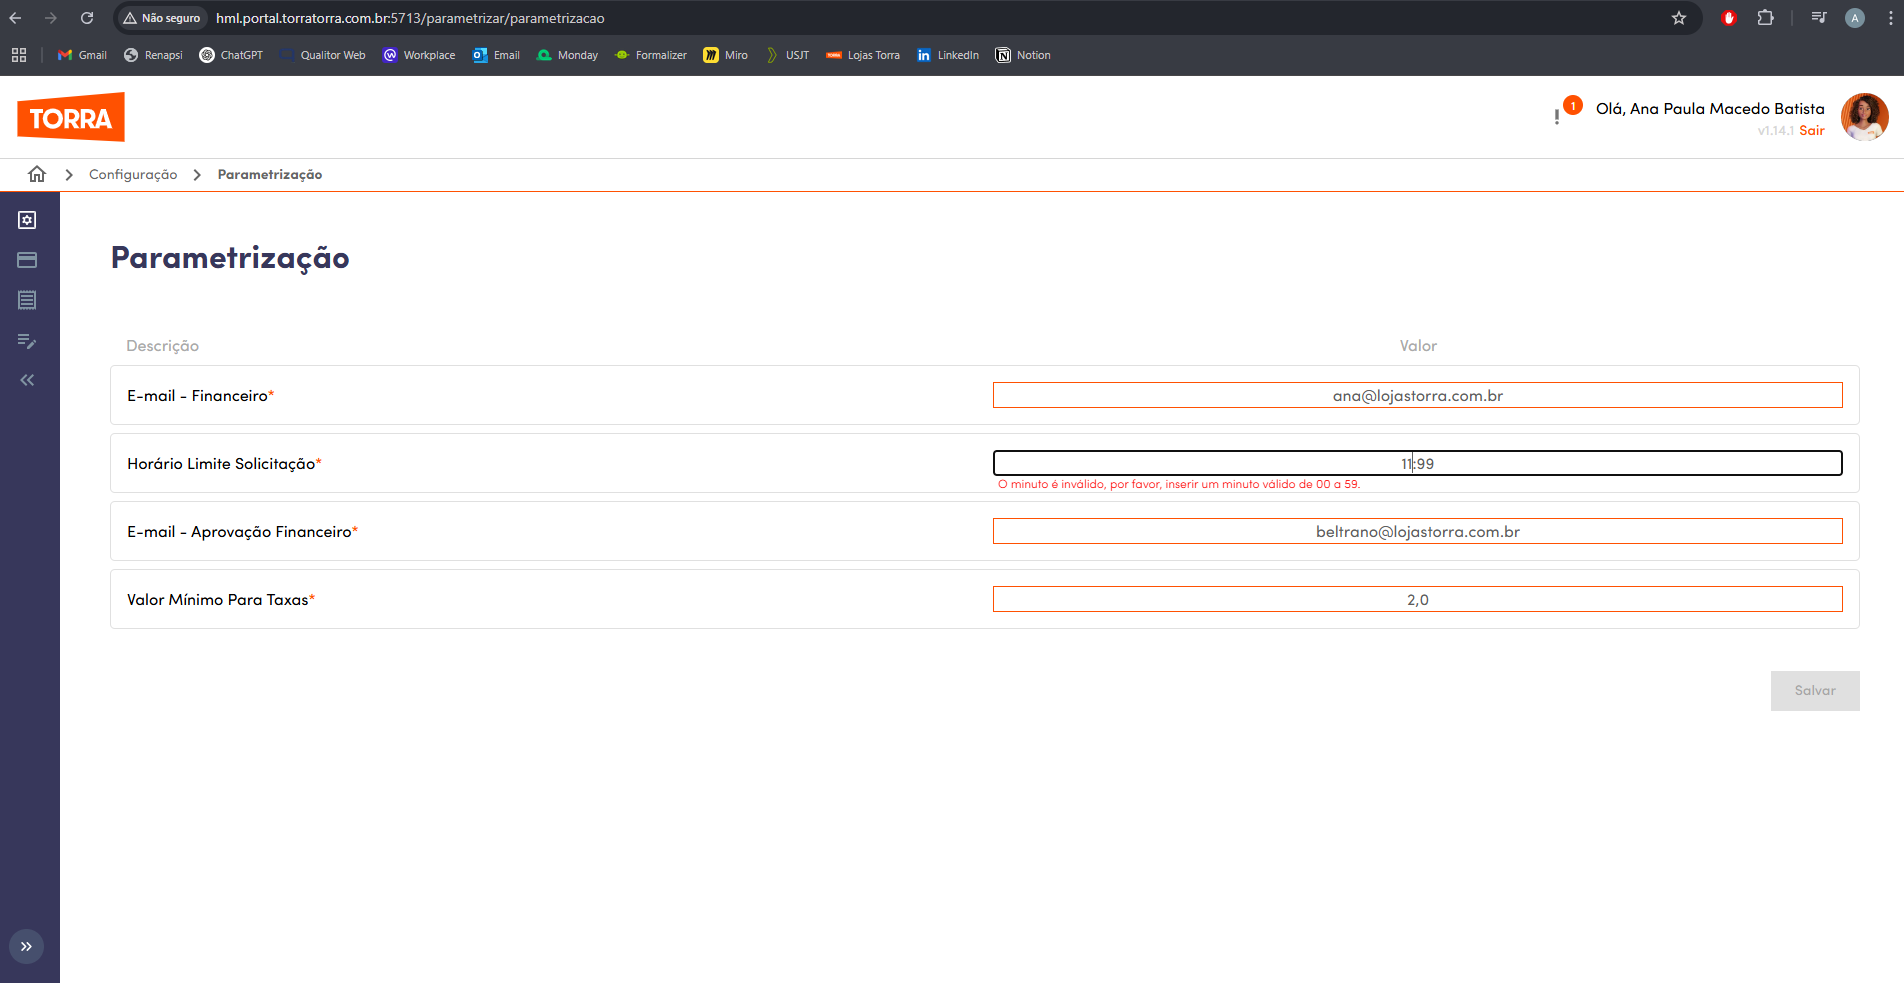 Não seguro hml.portal.torratorra.com.br:5713/parametrizar/parametrizacao A
Gmail Renapsi ChatGPT Qualitor Web Workplace Email Monday Formalizer Miro USJT Lojas Torra LinkedIn Notion
TORRA
1
Olá, Ana Paula Macedo Batista
v1.14.1 Sair
Configuração Parametrização
Parametrização
Descrição Valor
E-mail - Financeiro* ana@lojastorra.com.br
Horário Limite Solicitação* 11:99
O minuto é inválido, por favor, inserir um minuto válido de 00 a 59.
E-mail - Aprovação Financeiro* beltrano@lojastorra.com.br
Valor Mínimo Para Taxas* 2,0
Salvar